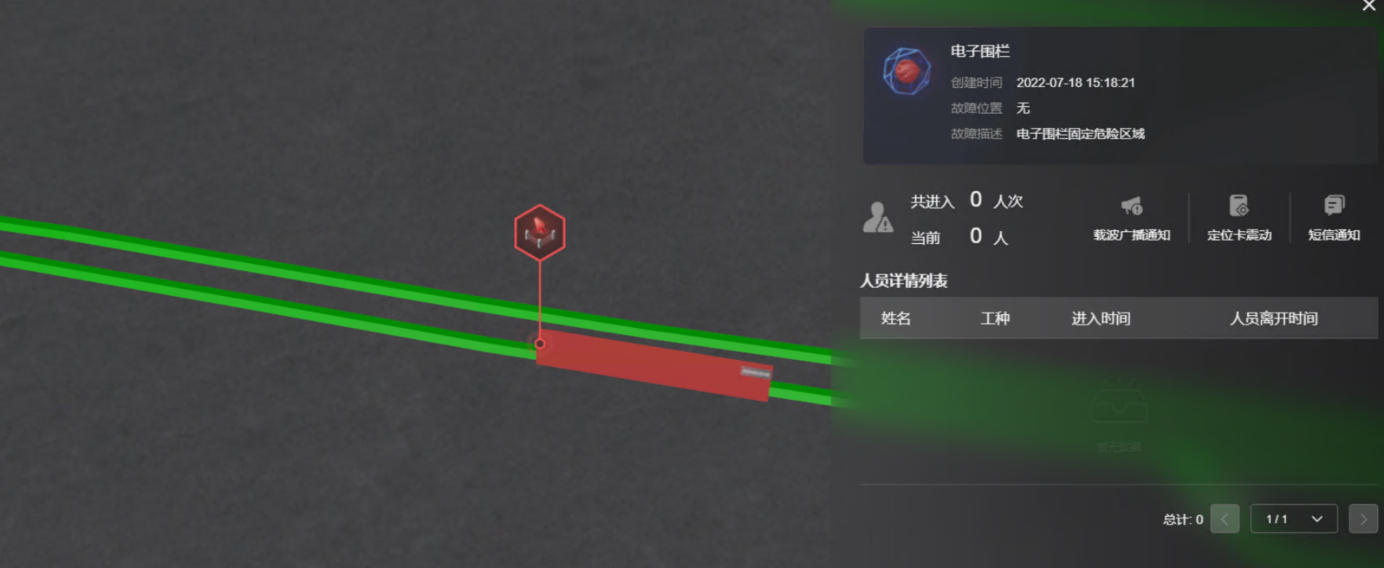 电子围栏
创建时间 2022-07-18 15:18:21
故障位置 无
故障描述 电子围栏固定危险区域
共进入 0 人次
当前 0 人
载波广播通知 定位卡震动 短信通知
人员详情列表
姓名 工种 进入时间 人员离开时间
暂无数据
总计: 0 1 / 1